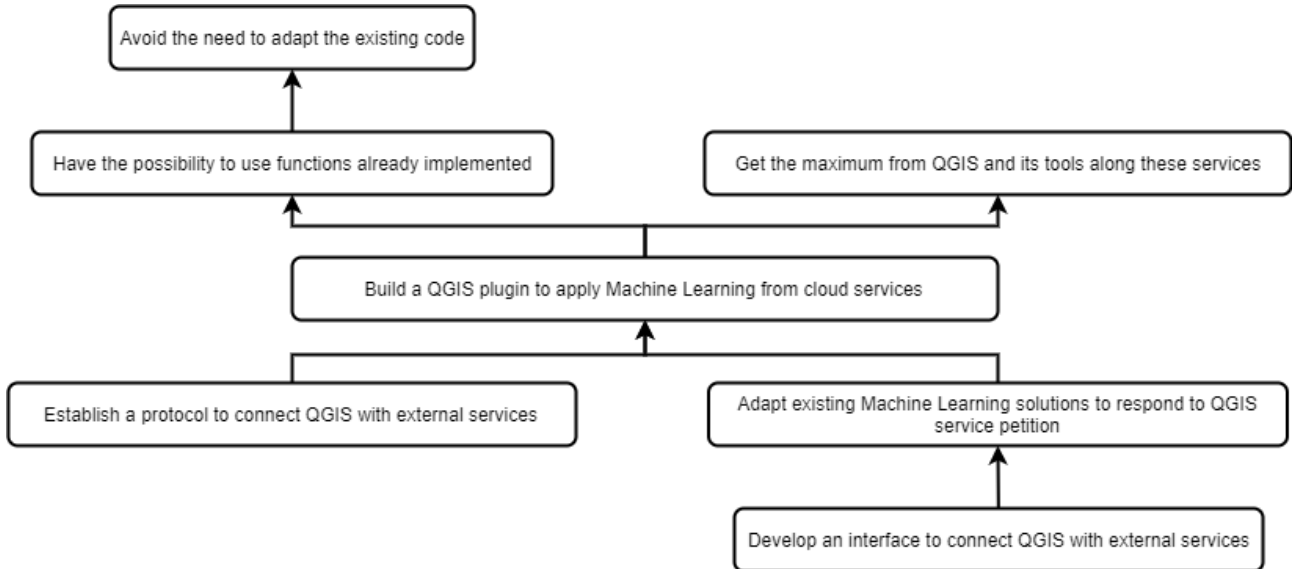 Avoid the need to adapt the existing code
Have the possibility to use functions already implemented
Get the maximum from QGIS and its tools along these services
Build a QGIS plugin to apply Machine Learning from cloud services
Establish a protocol to connect QGIS with external services
Adapt existing Machine Learning solutions to respond to QGIS
service petition
Develop an interface to connect QGIS with external services